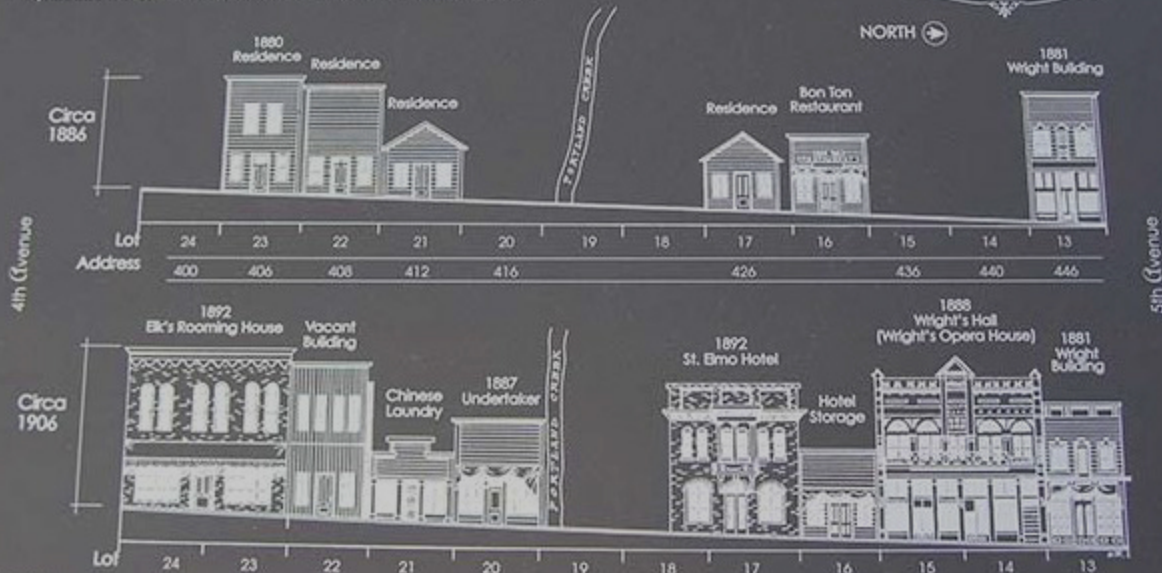 NORTH
1880
Residence
Residence
Residence
Residence
Bon Ton
Restaurant
1881
Wright Building
Circa
1886
PORTLAND CREEK
4th Avenue
5th Avenue
Lot 24 23 22 21 20 19 18 17 16 15 14 13
Address 400 406 408 412 416 426 436 440 446
1892
Elk's Rooming House
Vacant
Building
Chinese
Laundry
1887
Undertaker
1892
St. Elmo Hotel
Hotel
Storage
1888
Wright's Hall
(Wright's Opera House)
1881
Wright
Building
Circa
1906
PORTLAND CREEK
Lot 24 23 22 21 20 19 18 17 16 15 14 13